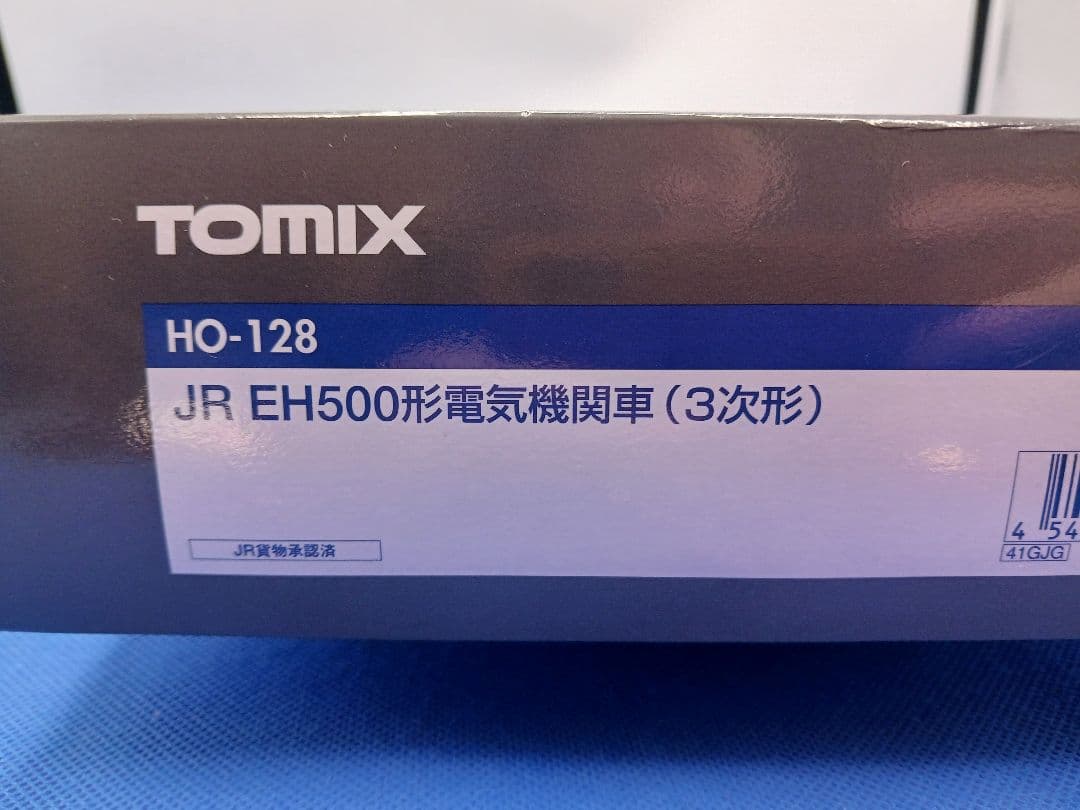 TOMIX
HO-128
JR EH500形電気機関車(3次形)
JR貨物承認済
4 54
41GJG